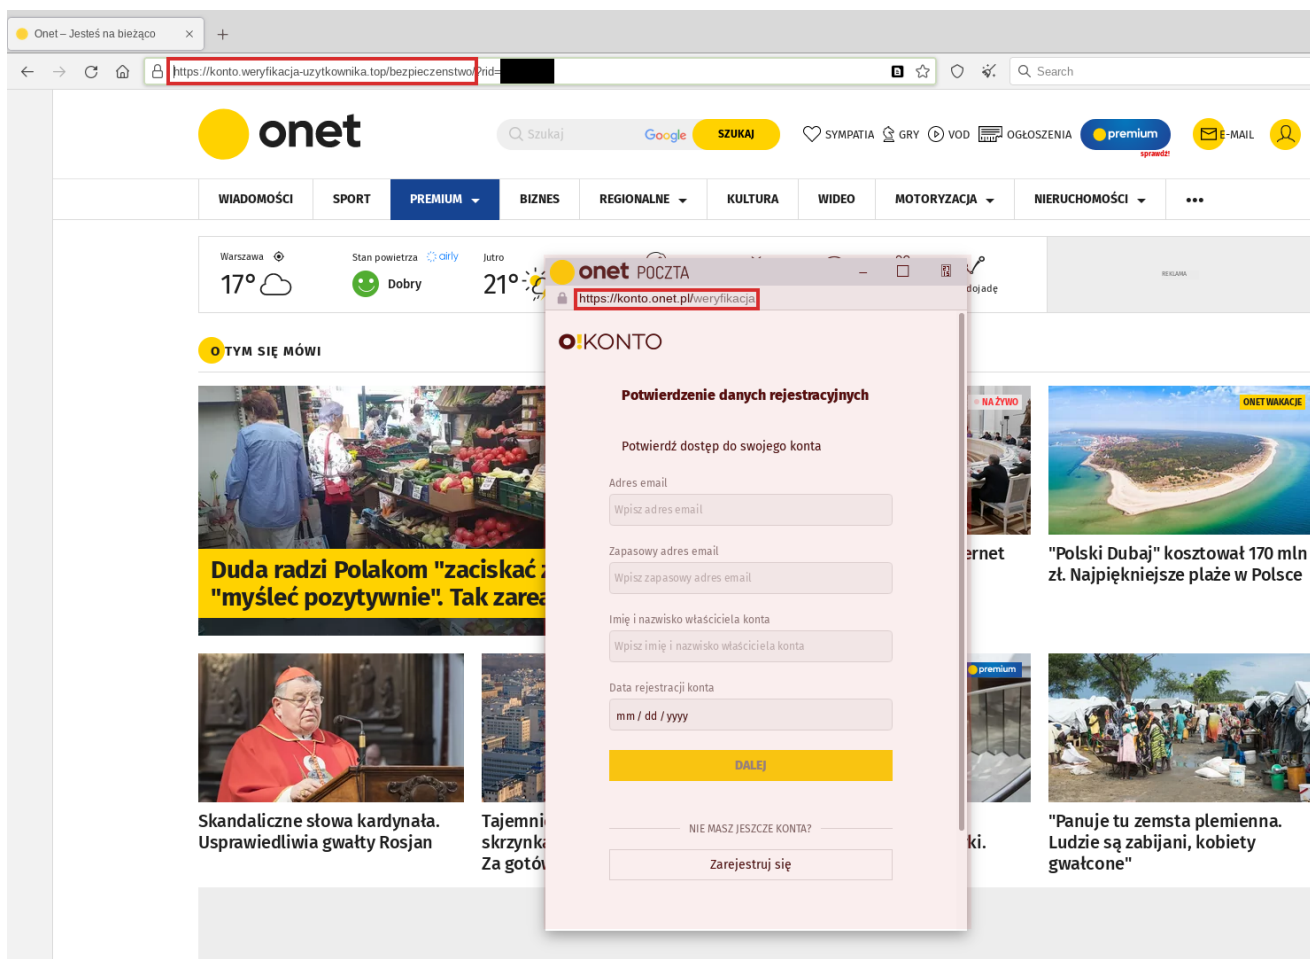 Onet – Jesteś na bieżąco
https://konto.weryfikacja-uzytkownika.top/bezpieczenstwo/?rid=
Search
onet
Szukaj
Google
SZUKAJ
SYMPATIA
GRY
VOD
OGŁOSZENIA
premium
sprawdź!
E-MAIL
WIADOMOŚCI
SPORT
PREMIUM
BIZNES
REGIONALNE
KULTURA
WIDEO
MOTORYZACJA
NIERUCHOMOŚCI
Warszawa
17°
Stan powietrza
airly
Dobry
Jutro
21°
dojadę
REKLAMA
onet POCZTA
https://konto.onet.pl/weryfikacja
O!KONTO
Potwierdzenie danych rejestracyjnych
Potwierdź dostęp do swojego konta
Adres email
Wpisz adres email
Zapasowy adres email
Wpisz zapasowy adres email
Imię i nazwisko właściciela konta
Wpisz imię i nazwisko właściciela konta
Data rejestracji konta
mm / dd / yyyy
DALEJ
NIE MASZ JESZCZE KONTA?
Zarejestruj się
O TYM SIĘ MÓWI
NA ŻYWO
ONET WAKACJE
Duda radzi Polakom "zaciskać z
"myśleć pozytywnie". Tak zarea
ernet
"Polski Dubaj" kosztował 170 mln
zł. Najpiękniejsze plaże w Polsce
premium
Skandaliczne słowa kardynała.
Usprawiedliwia gwałty Rosjan
Tajemni
skrzynka
Za gotów
ki.
"Panuje tu zemsta plemienna.
Ludzie są zabijani, kobiety
gwałcone"